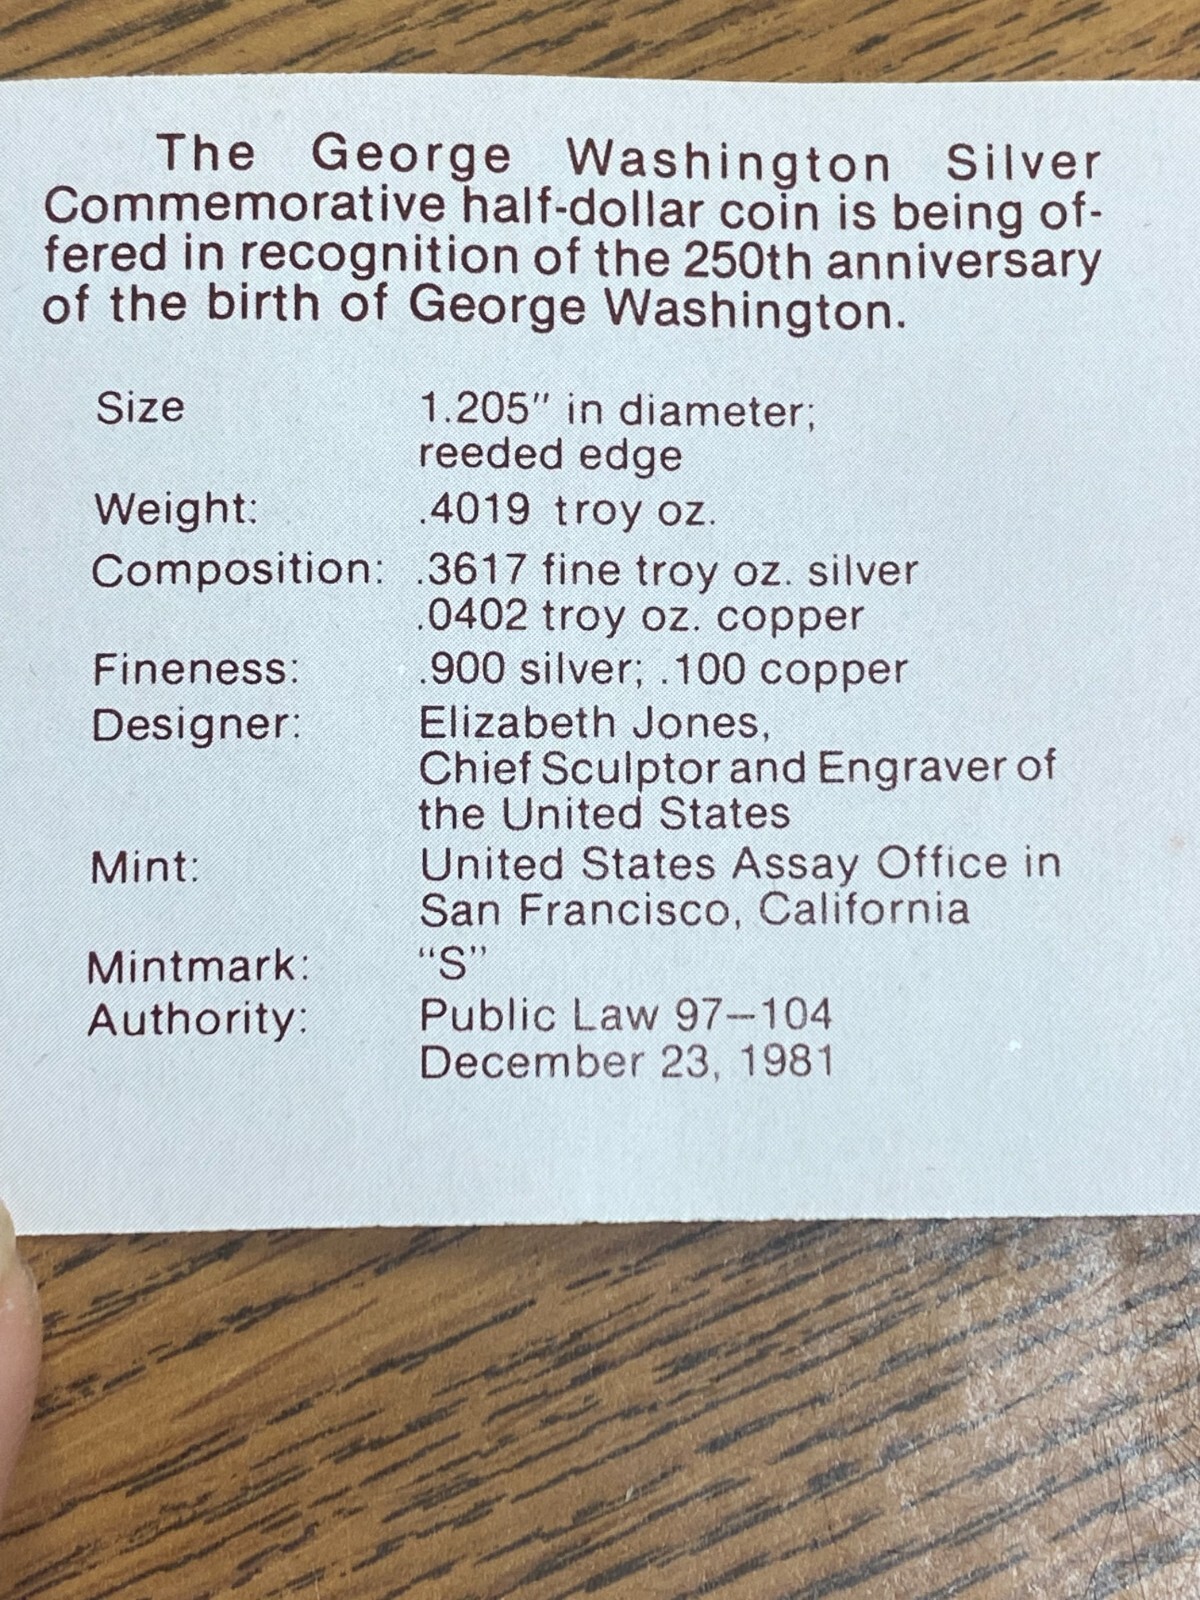 The George Washington Silver
Commemorative half-dollar coin is being of-
fered in recognition of the 250th anniversary
of the birth of George Washington.
Size 1.205" in diameter;
reeded edge
Weight: .4019 troy oz.
Composition: .3617 fine troy oz. silver
.0402 troy oz. copper
Fineness: .900 silver; .100 copper
Designer: Elizabeth Jones,
Chief Sculptor and Engraver of
the United States
Mint: United States Assay Office in
San Francisco, California
Mintmark: “S”
Authority: Public Law 97–104
December 23, 1981